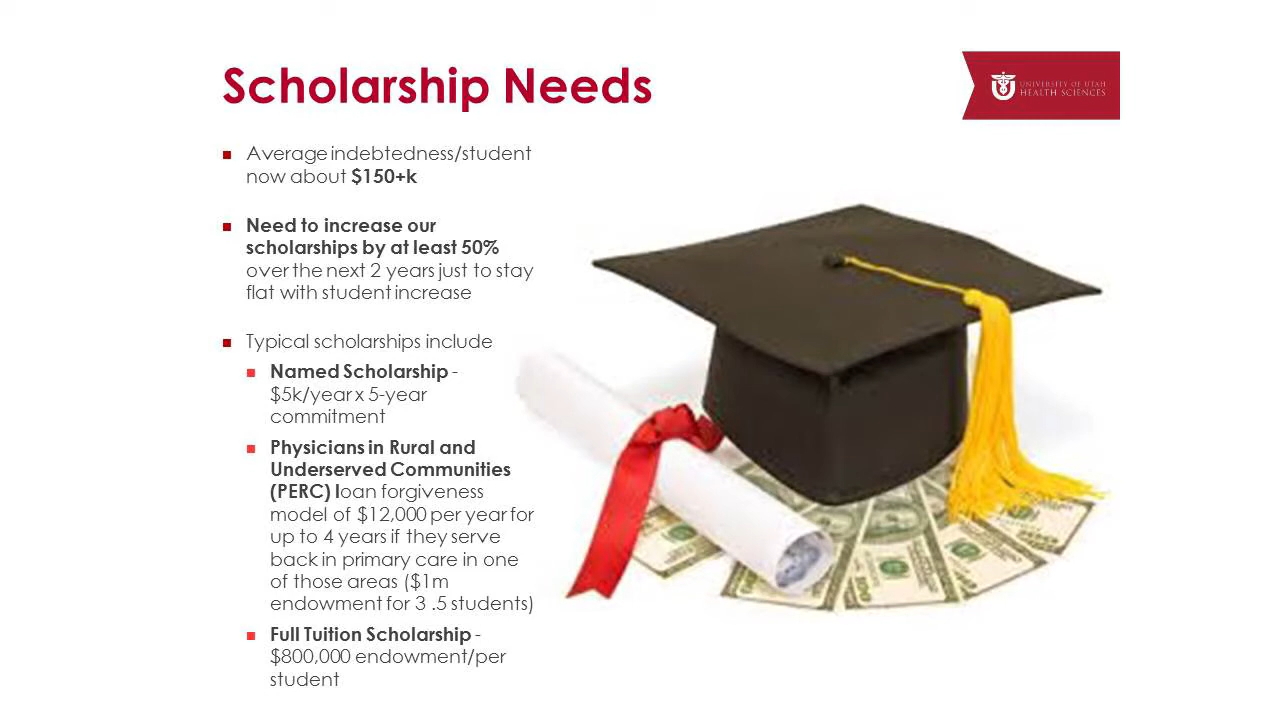 Scholarship Needs
UNIVERSITY OF UTAH
HEALTH SCIENCES
Average indebtedness/student
now about $150+k
Need to increase our
scholarships by at least 50%
over the next 2 years just to stay
flat with student increase
Typical scholarships include
Named Scholarship -
$5k/year x 5-year
commitment
Physicians in Rural and
Underserved Communities
(PERC) loan forgiveness
model of $12,000 per year for
up to 4 years if they serve
back in primary care in one
of those areas ($1m
endowment for 3 .5 students)
Full Tuition Scholarship -
$800,000 endowment/per
student
100